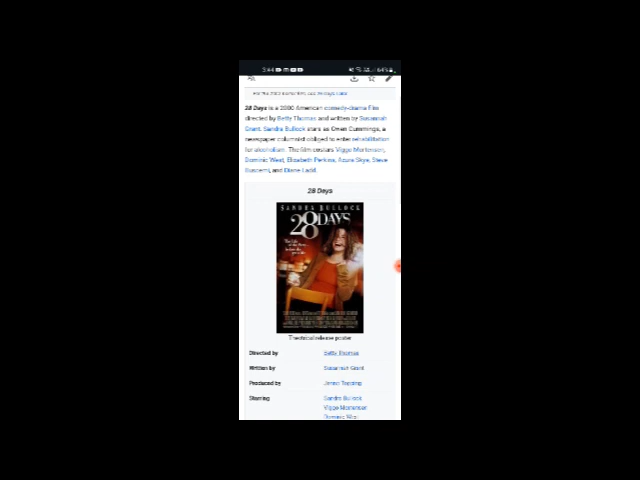 28 Days is a 2000 American comedy-drama film
directed by Betty Thomas and written by Susannah
Grant. Sandra Bullock stars as Gwen Cummings, a
newspaper columnist obliged to enter rehabilitation
for alcoholism. The film costars Viggo Mortensen,
Dominic West, Elizabeth Perkins, Azura Skye, Steve
Buscemi, and Diane Ladd.
28 Days
SANDRA BULLOCK
28 DAYS
Theatrical release poster
Directed by Betty Thomas
Written by Susannah Grant
Produced by Jenno Topping
Starring Sandra Bullock
Viggo Mortensen
Dominic West